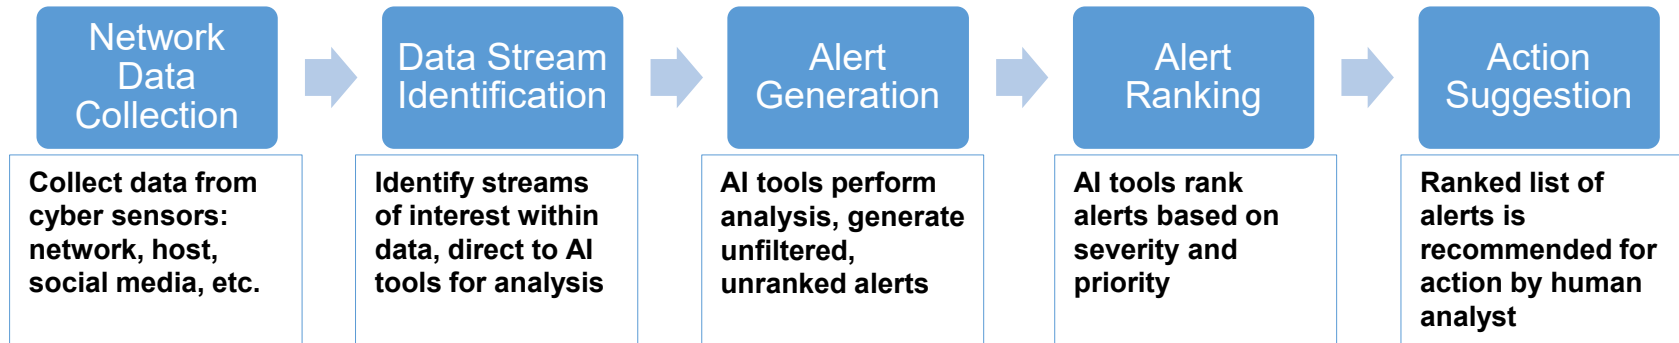 Network
Data
Collection
Collect data from
cyber sensors:
network, host,
social media, etc.
Data Stream
Identification
Identify streams
of interest within
data, direct to AI
tools for analysis
Alert
Generation
AI tools perform
analysis, generate
unfiltered,
unranked alerts
Alert
Ranking
AI tools rank
alerts based on
severity and
priority
Action
Suggestion
Ranked list of
alerts is
recommended for
action by human
analyst